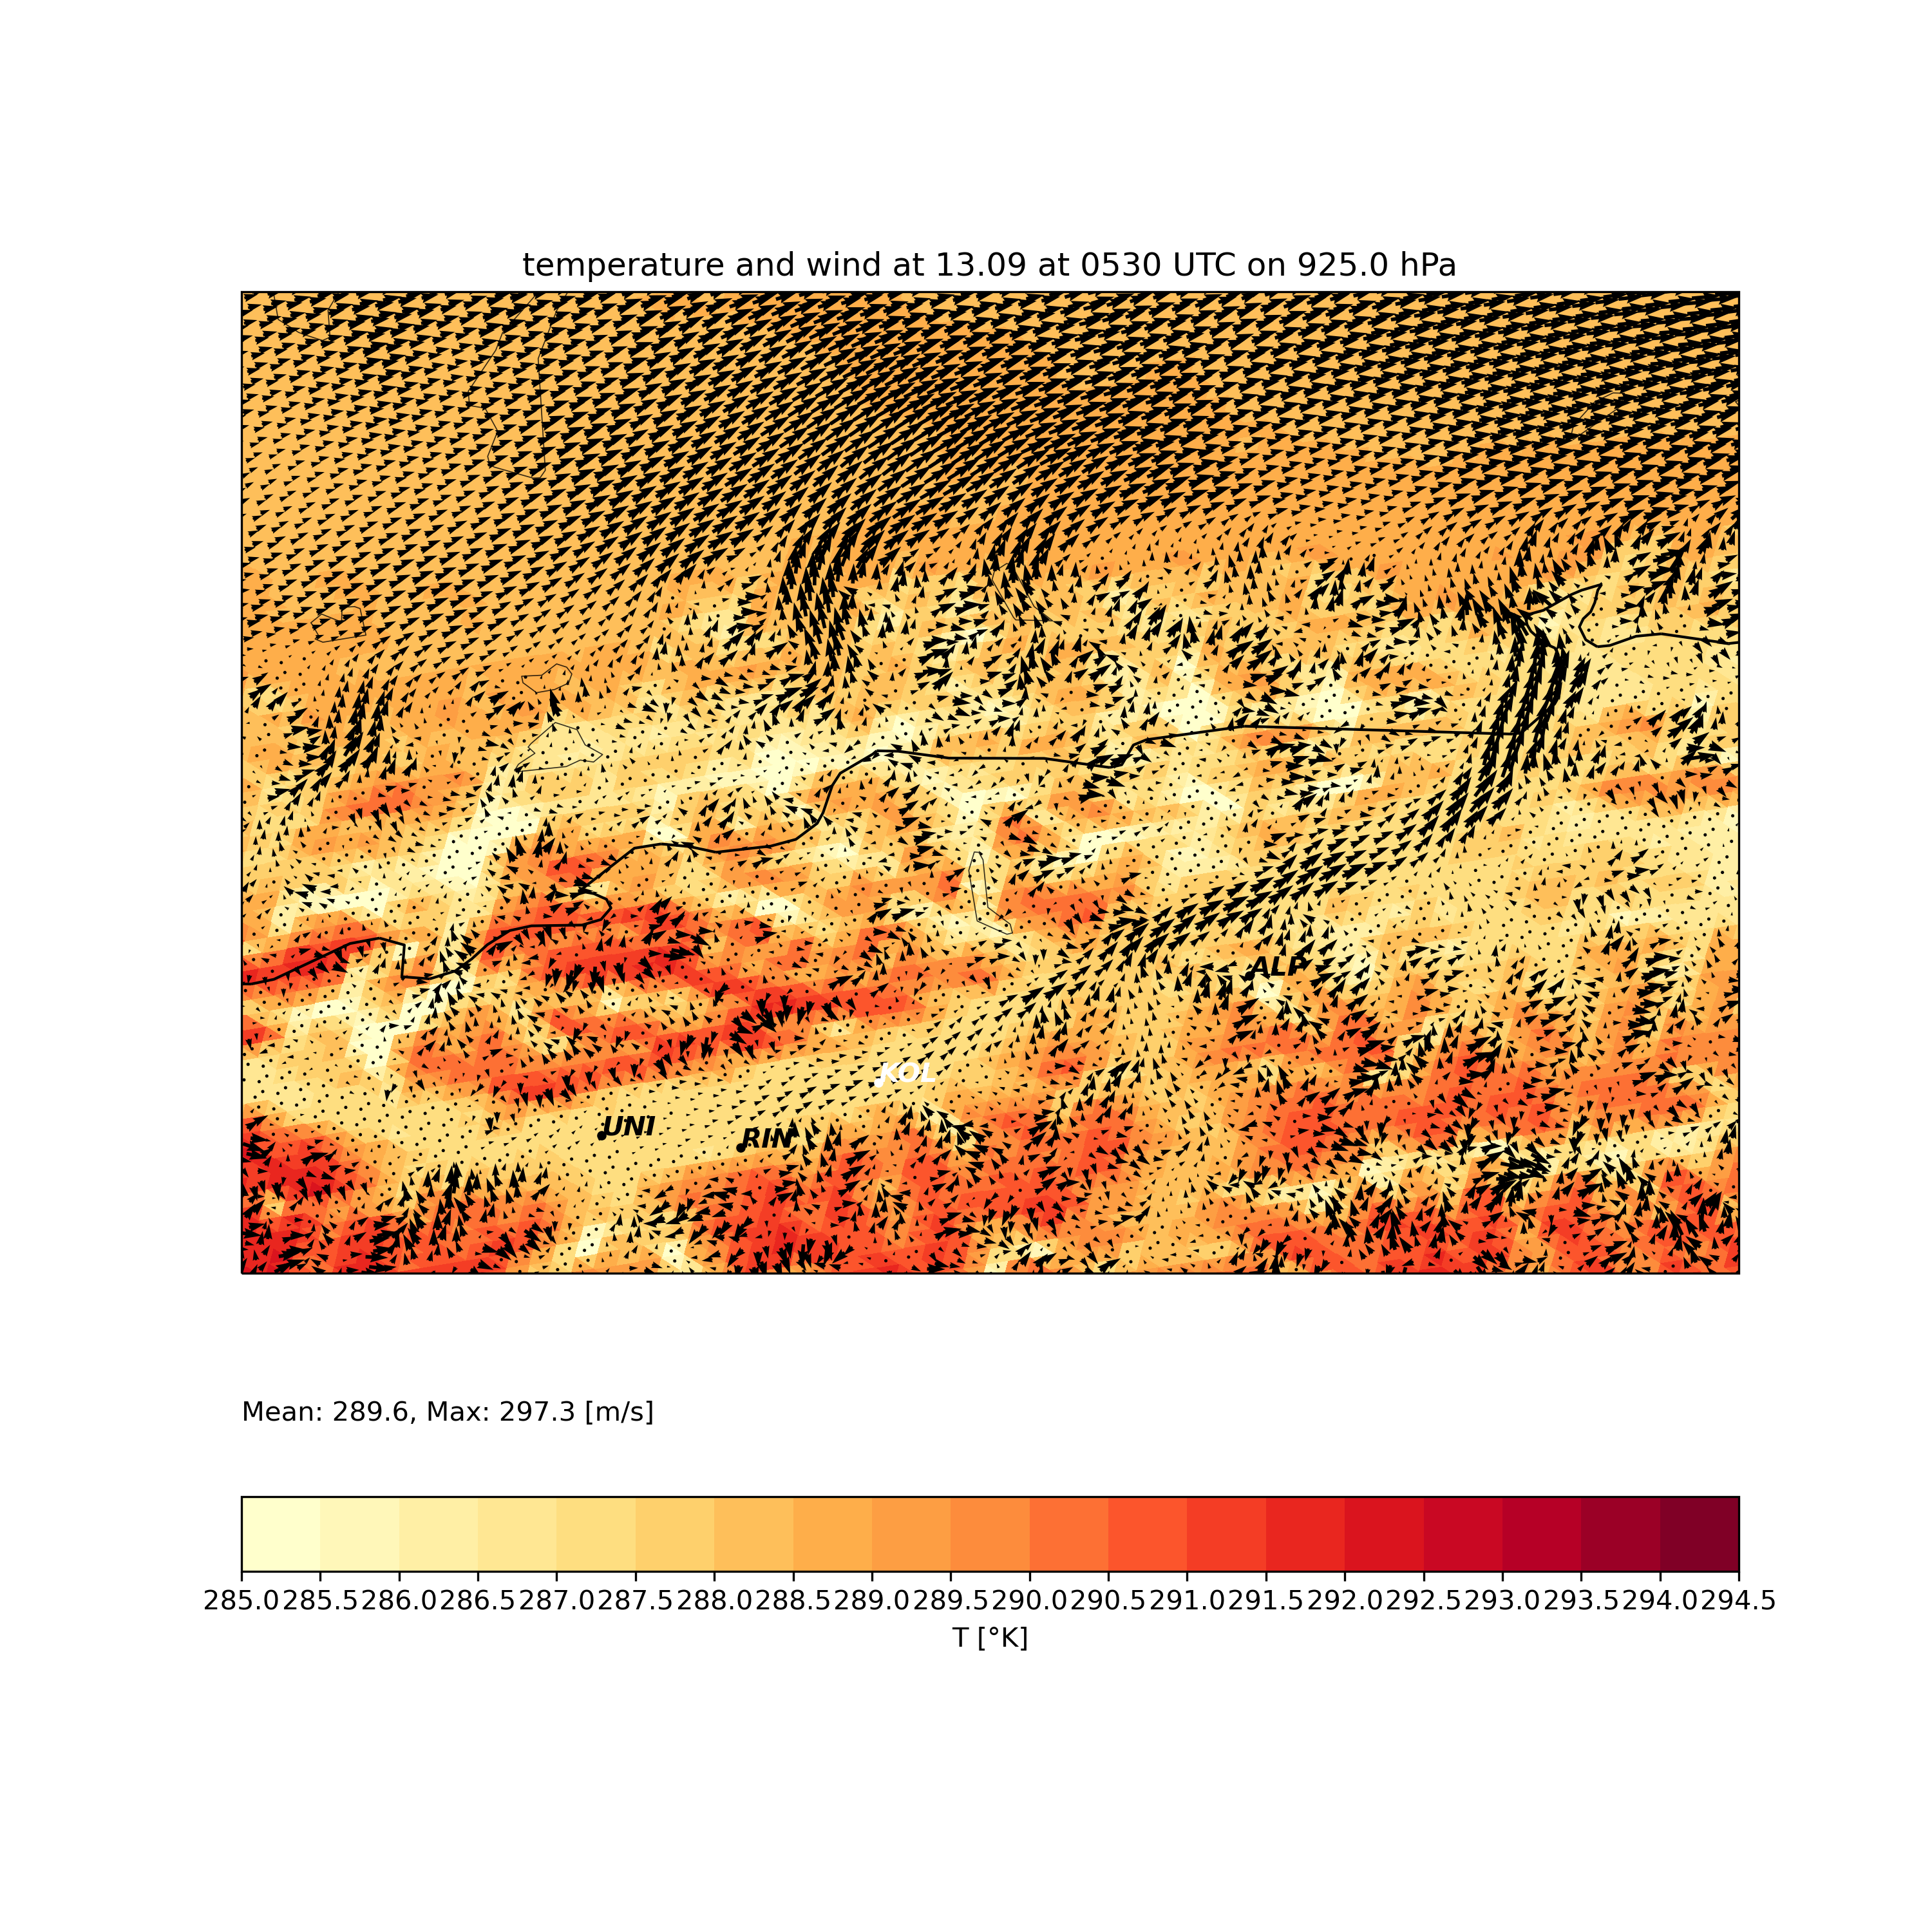 temperature and wind at 13.09 at 0530 UTC on 925.0 hPa
ALP
KOL
UNI
RIN
Mean: 289.6, Max: 297.3 [m/s]
285.0 285.5 286.0 286.5 287.0 287.5 288.0 288.5 289.0 289.5 290.0 290.5 291.0 291.5 292.0 292.5 293.0 293.5 294.0 294.5
T [°K]